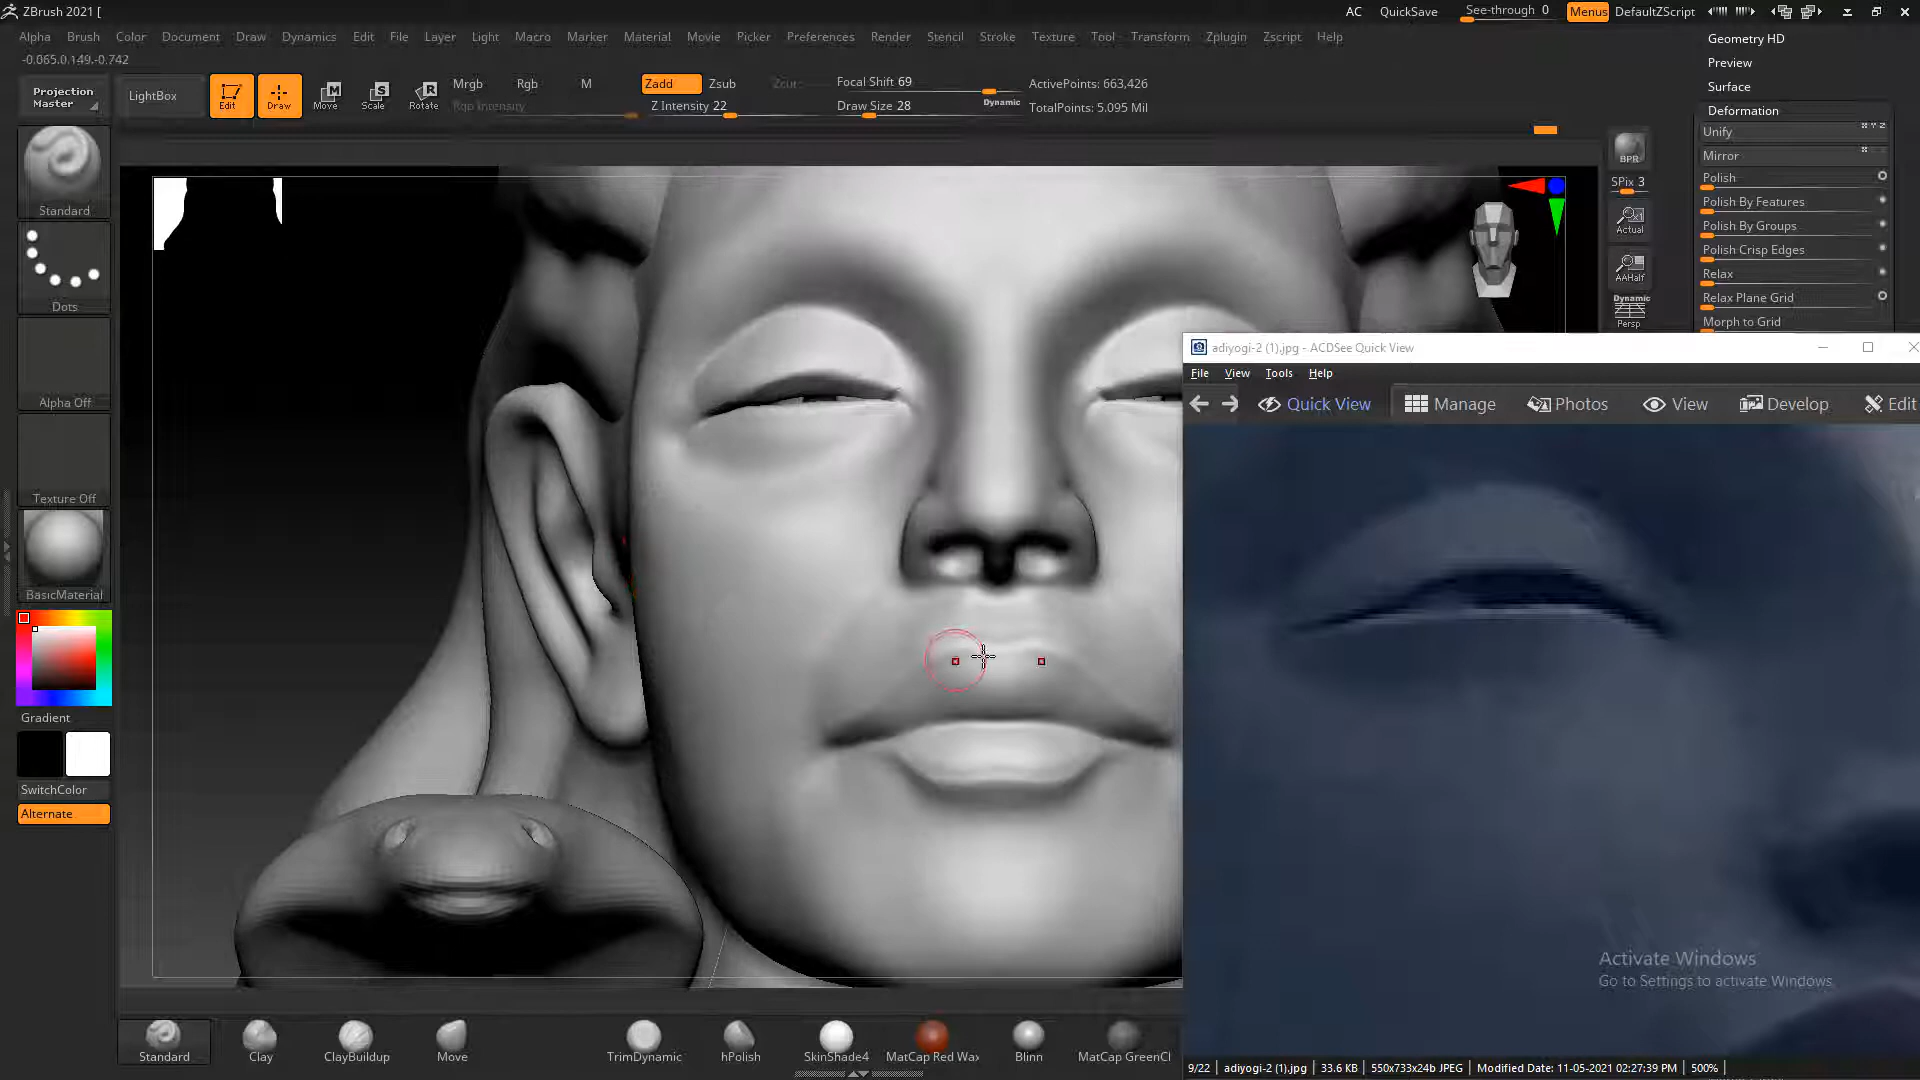 ZBrush 2021 [
AC QuickSave See-through 0 Menus DefaultZScript
Alpha Brush Color Document Draw Dynamics Edit File Layer Light Macro Marker Material Movie Picker Preferences Render Stencil Stroke Texture Tool Transform Zplugin Zscript Help
-0.065,0.149,-0.742
Projection
Master
LightBox
Edit
Draw
Move
Scale
Rotate
Mrgb Rgb M
Rgb Intensity
Zadd Zsub Zcut
Z Intensity 22
Focal Shift 69
Draw Size 28
Dynamic
ActivePoints: 663,426
TotalPoints: 5.095 Mil
Geometry HD
Preview
Surface
Deformation
Unify
Mirror
Polish
Polish By Features
Polish By Groups
Polish Crisp Edges
Relax
Relax Plane Grid
Morph to Grid
BPR
SPix 3
Actual
AAHalf
Dynamic
Persp
Standard
Dots
Alpha Off
Texture Off
BasicMaterial
Gradient
SwitchColor
Alternate
adiyogi-2 (1).jpg - ACDSee Quick View
File View Tools Help
Quick View Manage Photos View Develop Edit
Activate Windows
Go to Settings to activate Windows.
9/22 adiyogi-2 (1).jpg 33.6 KB 550x733x24b JPEG Modified Date: 11-05-2021 02:27:39 PM 500%
Standard Clay ClayBuildup Move TrimDynamic hPolish SkinShade4 MatCap Red Wax Blinn MatCap GreenCl